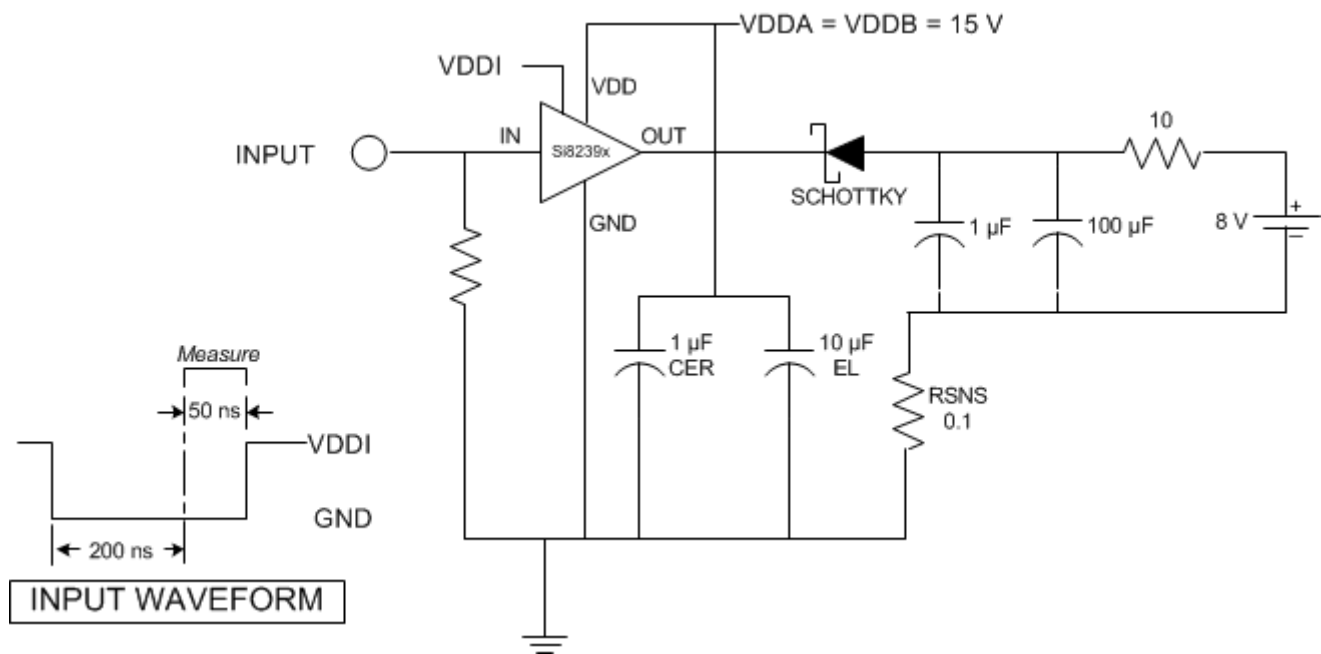 VDDA = VDDB = 15 V
VDDI
VDD
10
INPUT
IN
Si8239x
OUT
SCHOTTKY
GND
1 µF
100 µF
8 V
+
Measure
1 µF
CER
10 µF
EL
50 ns
RSNS
0.1
VDDI
GND
200 ns
INPUT WAVEFORM